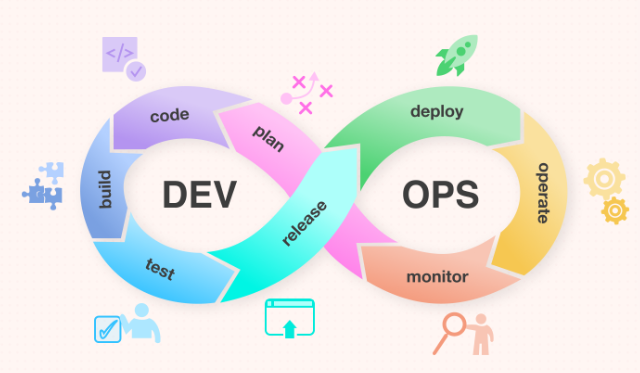 </>
code
plan
build
DEV
test
release
deploy
OPS
operate
monitor